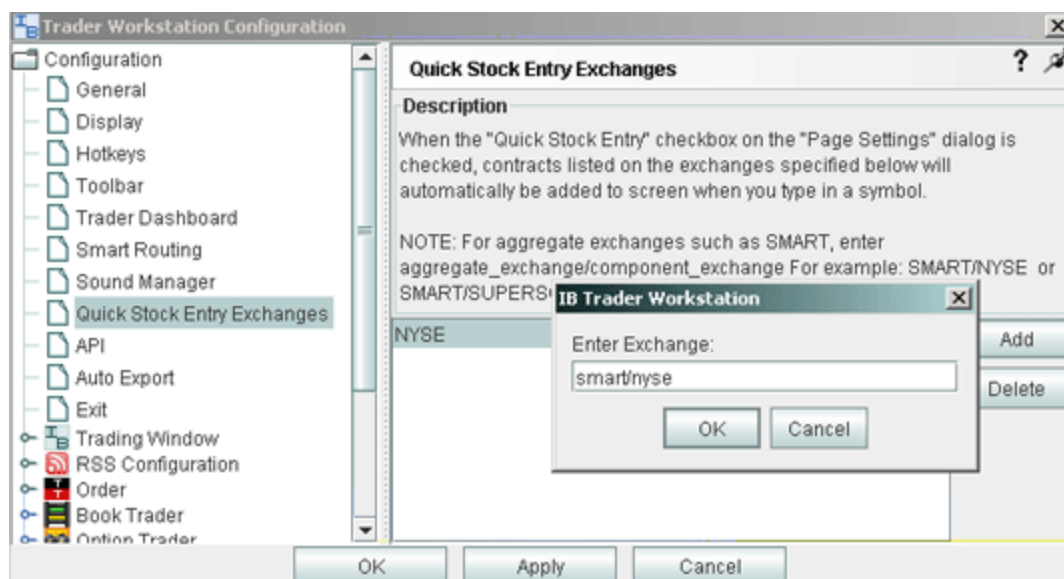 Trader Workstation Configuration
Configuration
General
Display
Hotkeys
Toolbar
Trader Dashboard
Smart Routing
Sound Manager
Quick Stock Entry Exchanges
API
Auto Export
Exit
Trading Window
RSS Configuration
Order
Book Trader
Option Trader
Quick Stock Entry Exchanges
?
Description
When the "Quick Stock Entry" checkbox on the "Page Settings" dialog is
checked, contracts listed on the exchanges specified below will
automatically be added to screen when you type in a symbol.
NOTE: For aggregate exchanges such as SMART, enter
aggregate_exchange/component_exchange For example: SMART/NYSE or
NYSE
Add
Delete
IB Trader Workstation
Enter Exchange:
smart/nyse
OK Cancel
OK Apply Cancel